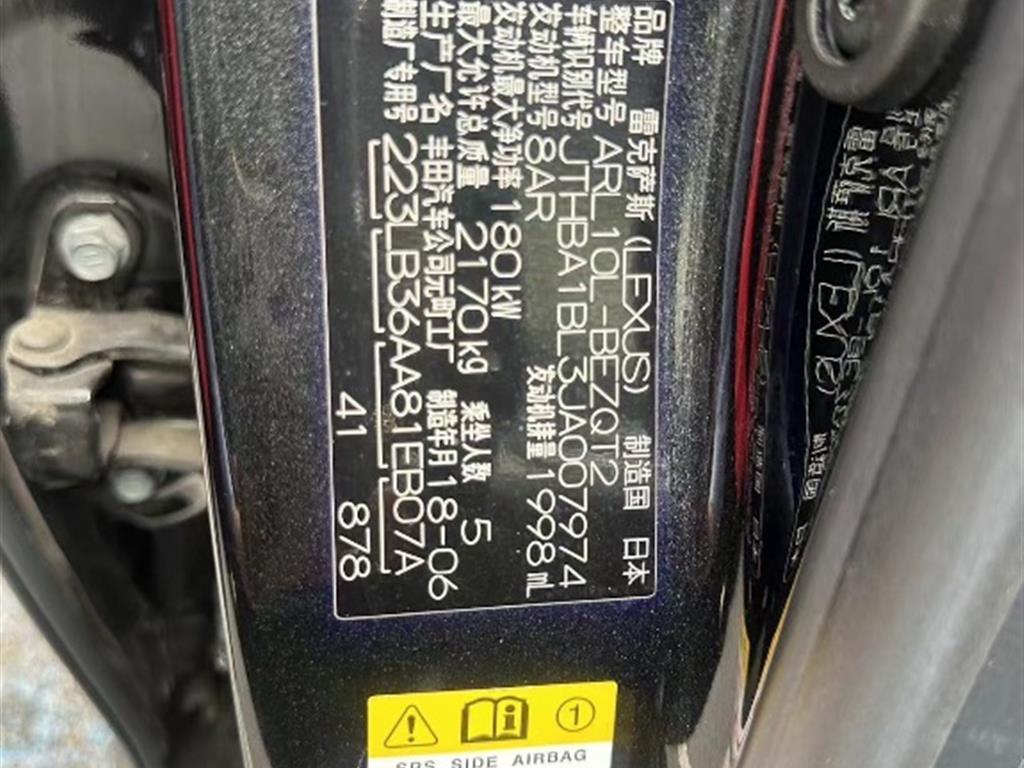 品牌 雷克萨斯 (LEXUS) 制造国 日本
整车型号 ARL10L-BEZQT2
车辆识别代号 JTHBA1BL3JA007974
发动机型号 8AR 发动机排量 1998mL
发动机最大净功率 180kW
最大允许总质量 2170kg 乘坐人数 5
生产厂名 丰田汽车公司元町工厂 制造年月 18-06
制造厂专用号 223LB36AA81EB07A
41 878
1
SRS SIDE AIRBAG